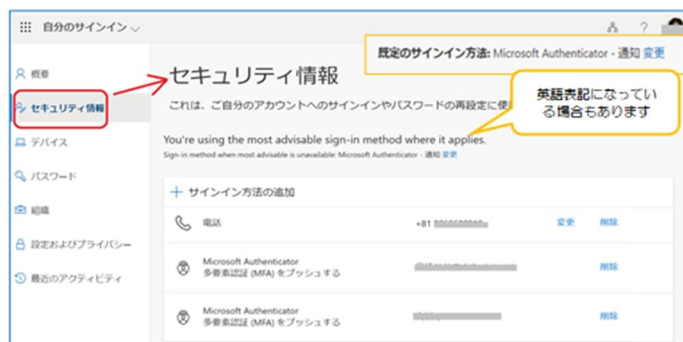 自分のサインイン
?
既定のサインイン方法: Microsoft Authenticator - 通知 変更
概要
セキュリティ情報
セキュリティ情報
これは、ご自分のアカウントへのサインインやパスワードの再設定に使
英語表記になってい
る場合もあります
デバイス
You're using the most advisable sign-in method where it applies.
Sign-in method when most advisable is unavailable: Microsoft Authenticator - 通知 変更
パスワード
+ サインイン方法の追加
組織
電話 +81 変更 削除
設定およびプライバシー
Microsoft Authenticator
多要素認証 (MFA) をプッシュする 削除
最近のアクティビティ
Microsoft Authenticator
多要素認証 (MFA) をプッシュする 削除